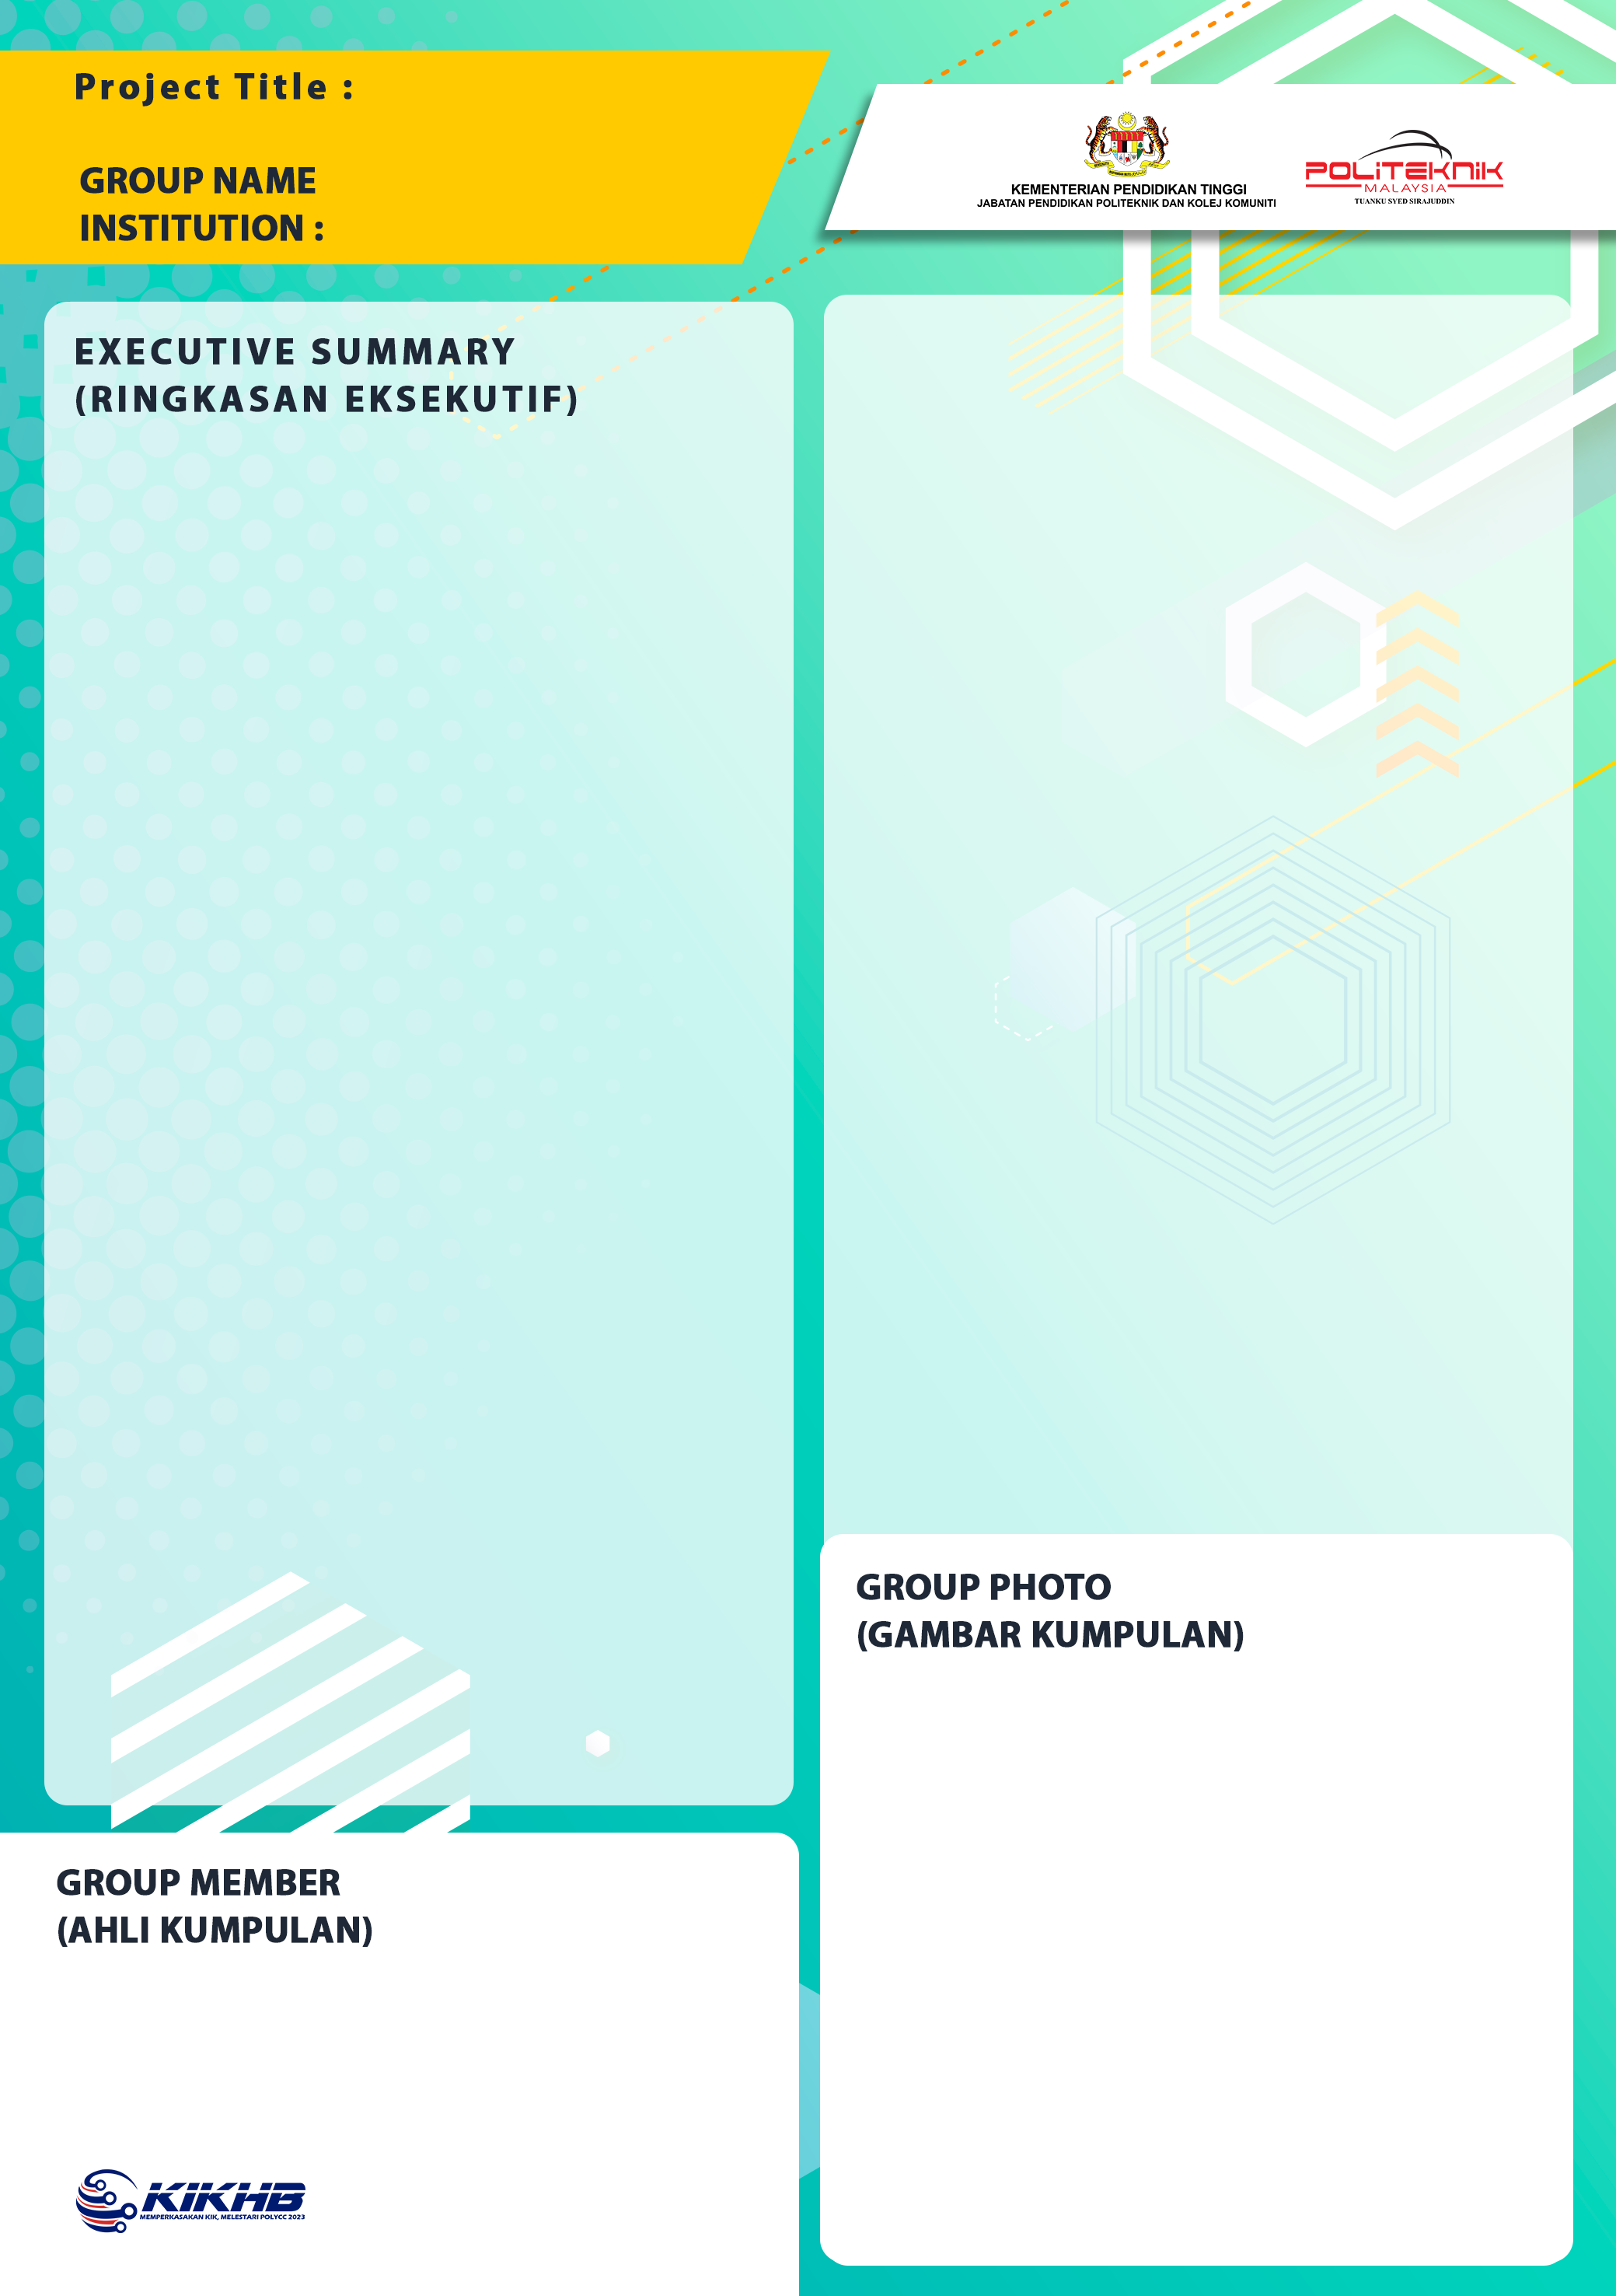 Project Title :
GROUP NAME
INSTITUTION :
KEMENTERIAN PENDIDIKAN TINGGI
JABATAN PENDIDIKAN POLITEKNIK DAN KOLEJ KOMUNITI
POLITEKNIK
MALAYSIA
TUANKU SYED SIRAJUDDIN
EXECUTIVE SUMMARY
(RINGKASAN EKSEKUTIF)
GROUP PHOTO
(GAMBAR KUMPULAN)
GROUP MEMBER
(AHLI KUMPULAN)
KIKHB
MEMPERKASAKAN KIK, MELESTARI POLYCC 2023